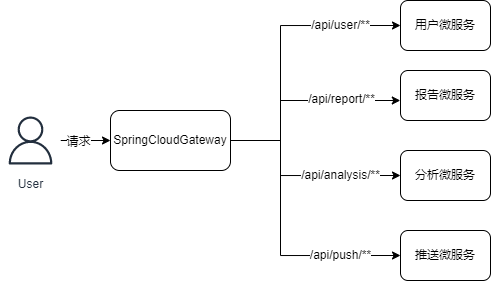 /api/user/**
用户微服务
/api/report/**
报告微服务
请求
SpringCloudGateway
/api/analysis/**
分析微服务
User
/api/push/**
推送微服务